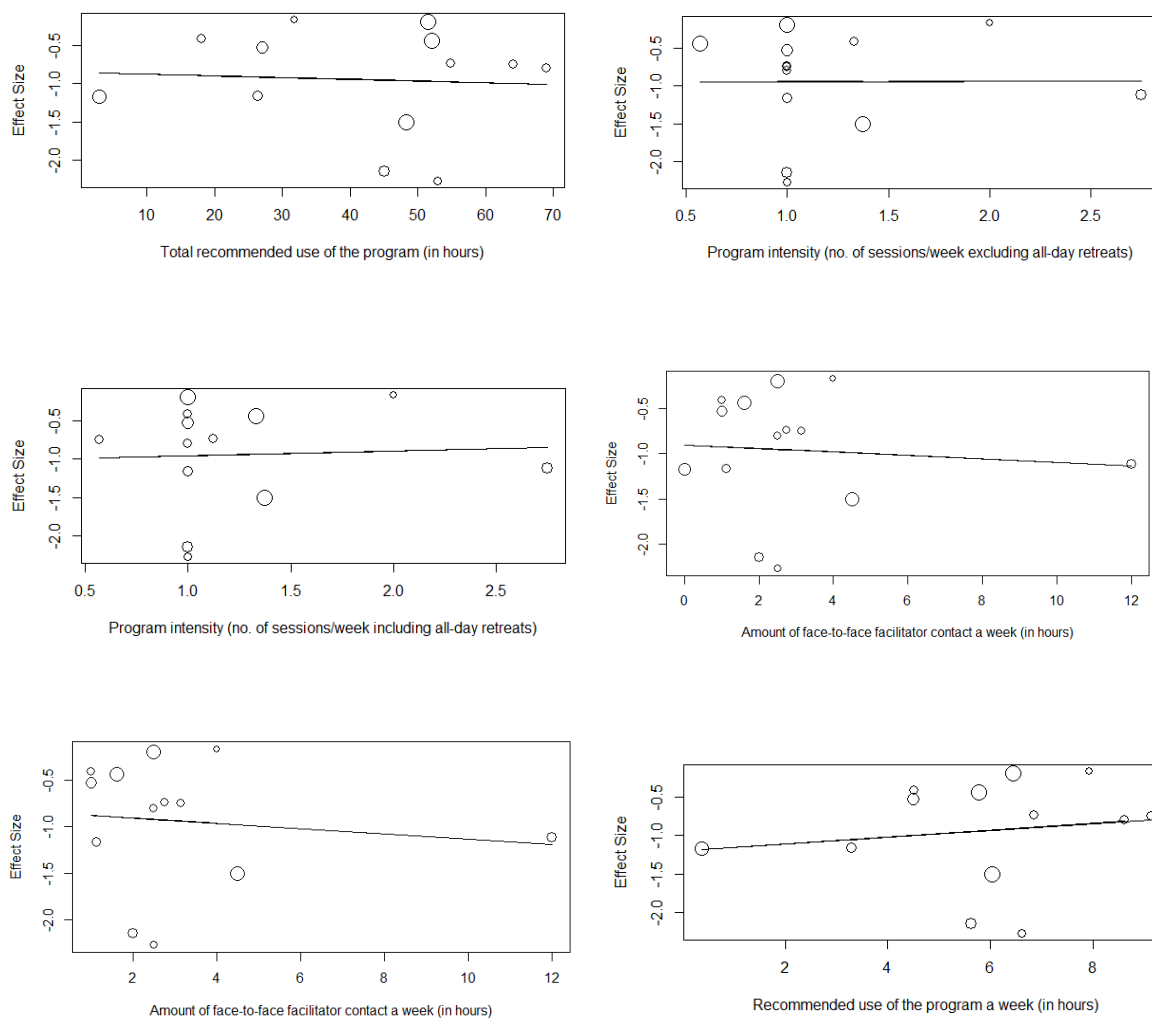 Effect Size
-0.5
-1.0
-1.5
-2.0
10 20 30 40 50 60 70
Total recommended use of the program (in hours)
Effect Size
-0.5
-1.0
-1.5
-2.0
0.5 1.0 1.5 2.0 2.5
Program intensity (no. of sessions/week excluding all-day retreats)
Effect Size
-0.5
-1.0
-1.5
-2.0
0.5 1.0 1.5 2.0 2.5
Program intensity (no. of sessions/week including all-day retreats)
Effect Size
-0.5
-1.0
-1.5
-2.0
0 2 4 6 8 10 12
Amount of face-to-face facilitator contact a week (in hours)
Effect Size
-0.5
-1.0
-1.5
-2.0
2 4 6 8 10 12
Amount of face-to-face facilitator contact a week (in hours)
Effect Size
-0.5
-1.0
-1.5
-2.0
2 4 6 8
Recommended use of the program a week (in hours)